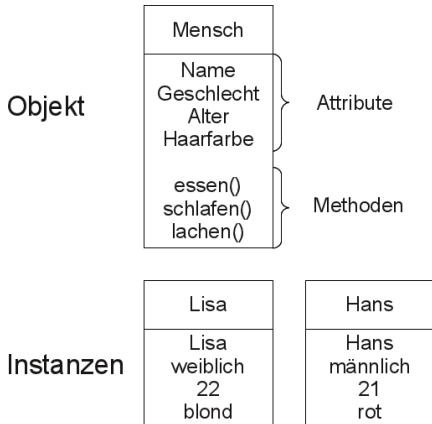 Mensch
Objekt
Name
Geschlecht
Alter
Haarfarbe
Attribute
essen()
schlafen()
lachen()
Methoden
Instanzen
Lisa
Lisa
weiblich
22
blond
Hans
Hans
männlich
21
rot